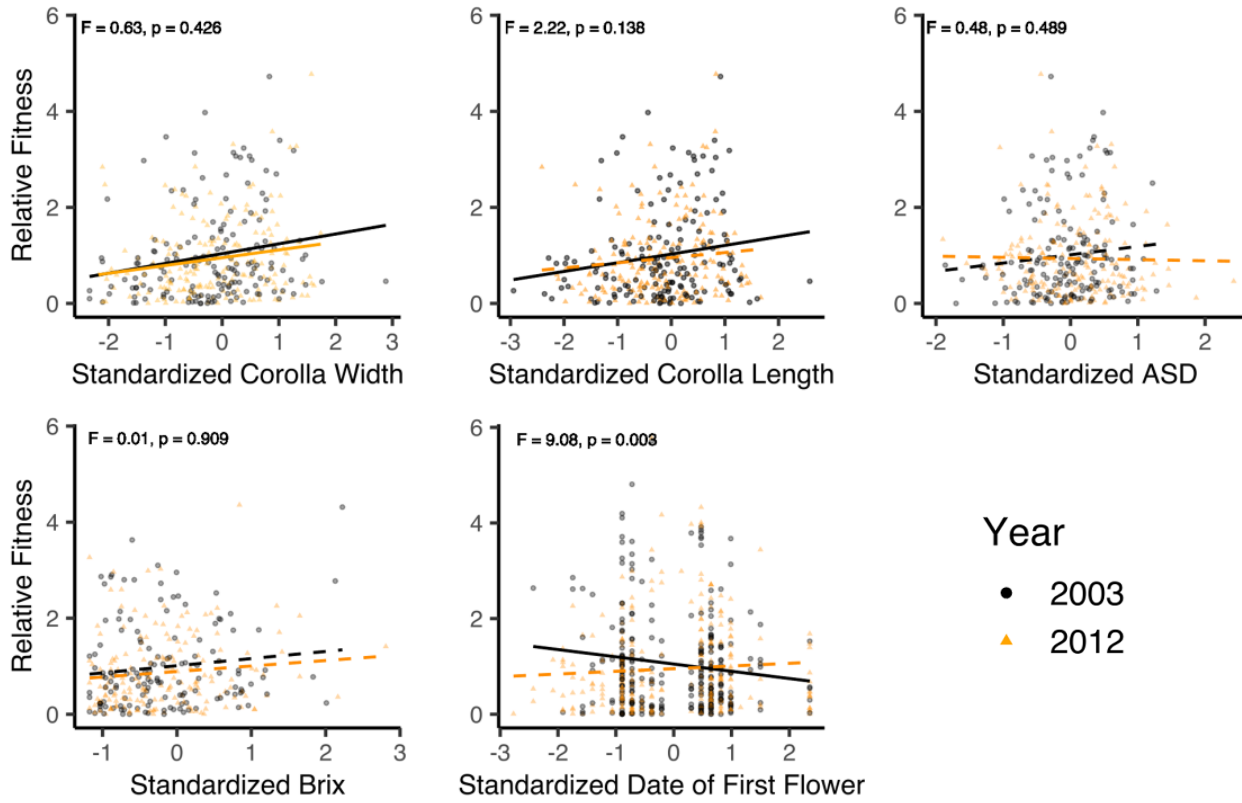 F = 0.63, p = 0.426
F = 2.22, p = 0.138
F = 0.48, p = 0.489
6
4
2
0
Relative Fitness
-2 -1 0 1 2 3
Standardized Corolla Width
6
4
2
0
-3 -2 -1 0 1 2 3
Standardized Corolla Length
6
4
2
0
-2 -1 0 1 2
Standardized ASD
F = 0.01, p = 0.909
F = 9.08, p = 0.003
6
4
2
0
Relative Fitness
-1 0 1 2 3
Standardized Brix
6
4
2
0
-3 -2 -1 0 1 2
Standardized Date of First Flower
Year
2003
2012